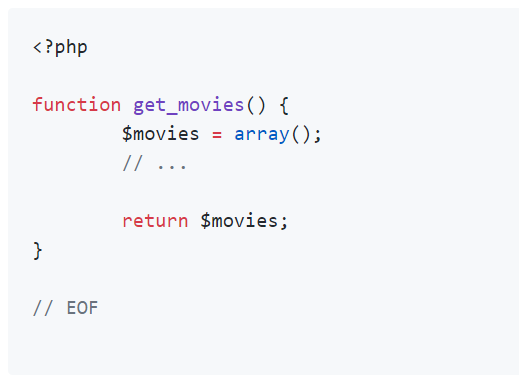 <?php
function get_movies() {
$movies = array();
// ...
return $movies;
}
// EOF